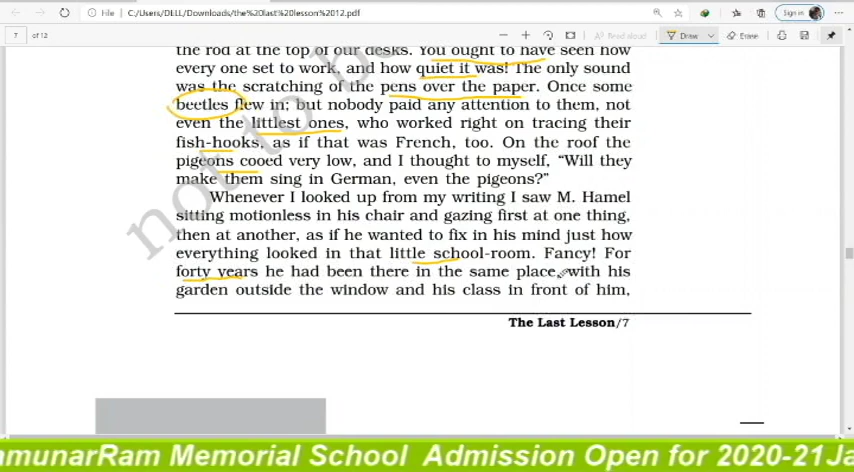 File
C:/Users/DELL/Downloads/the%20last%20lesson%2012.pdf
Sign in
7 of 12
Read aloud
Draw
Erase
the rod at the top of our desks. You ought to have seen how
every one set to work, and how quiet it was! The only sound
was the scratching of the pens over the paper. Once some
beetles flew in; but nobody paid any attention to them, not
even the littlest ones, who worked right on tracing their
fish-hooks, as if that was French, too. On the roof the
pigeons cooed very low, and I thought to myself, “Will they
make them sing in German, even the pigeons?”
Whenever I looked up from my writing I saw M. Hamel
sitting motionless in his chair and gazing first at one thing,
then at another, as if he wanted to fix in his mind just how
everything looked in that little school-room. Fancy! For
forty years he had been there in the same place, with his
garden outside the window and his class in front of him,
not to b
The Last Lesson/7
amunarRam Memorial School Admission Open for 2020-21Ja